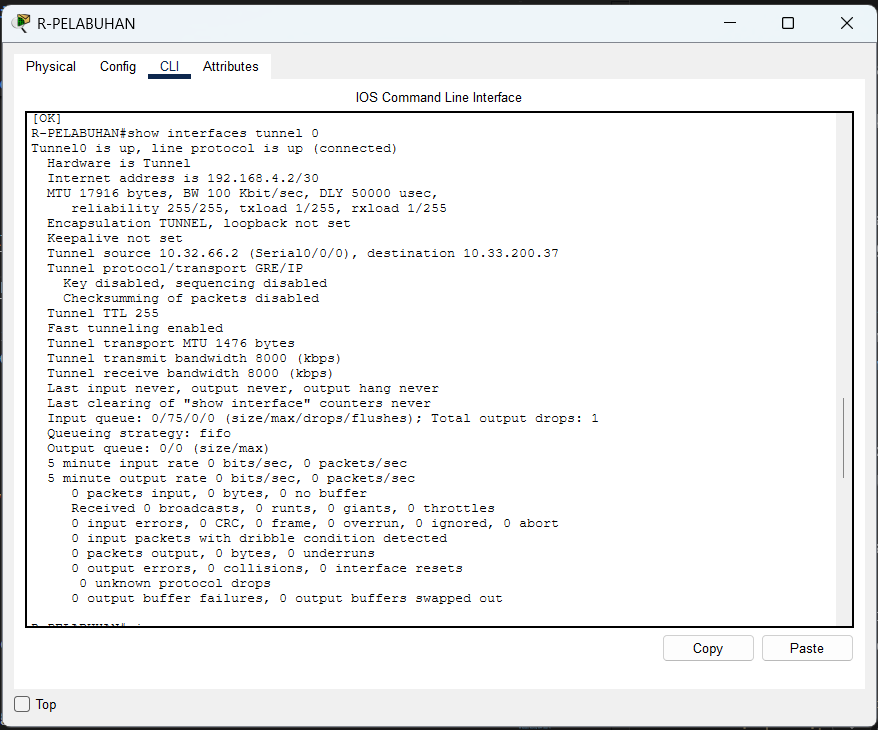 R-PELABUHAN
Physical Config CLI Attributes
IOS Command Line Interface
[OK]
R-PELABUHAN#show interfaces tunnel 0
Tunnel0 is up, line protocol is up (connected)
Hardware is Tunnel
Internet address is 192.168.4.2/30
MTU 17916 bytes, BW 100 Kbit/sec, DLY 50000 usec,
reliability 255/255, txload 1/255, rxload 1/255
Encapsulation TUNNEL, loopback not set
Keepalive not set
Tunnel source 10.32.66.2 (Serial0/0/0), destination 10.33.200.37
Tunnel protocol/transport GRE/IP
Key disabled, sequencing disabled
Checksumming of packets disabled
Tunnel TTL 255
Fast tunneling enabled
Tunnel transport MTU 1476 bytes
Tunnel transmit bandwidth 8000 (kbps)
Tunnel receive bandwidth 8000 (kbps)
Last input never, output never, output hang never
Last clearing of "show interface" counters never
Input queue: 0/75/0/0 (size/max/drops/flushes); Total output drops: 1
Queueing strategy: fifo
Output queue: 0/0 (size/max)
5 minute input rate 0 bits/sec, 0 packets/sec
5 minute output rate 0 bits/sec, 0 packets/sec
0 packets input, 0 bytes, 0 no buffer
Received 0 broadcasts, 0 runts, 0 giants, 0 throttles
0 input errors, 0 CRC, 0 frame, 0 overrun, 0 ignored, 0 abort
0 input packets with dribble condition detected
0 packets output, 0 bytes, 0 underruns
0 output errors, 0 collisions, 0 interface resets
0 unknown protocol drops
0 output buffer failures, 0 output buffers swapped out
Copy Paste
Top